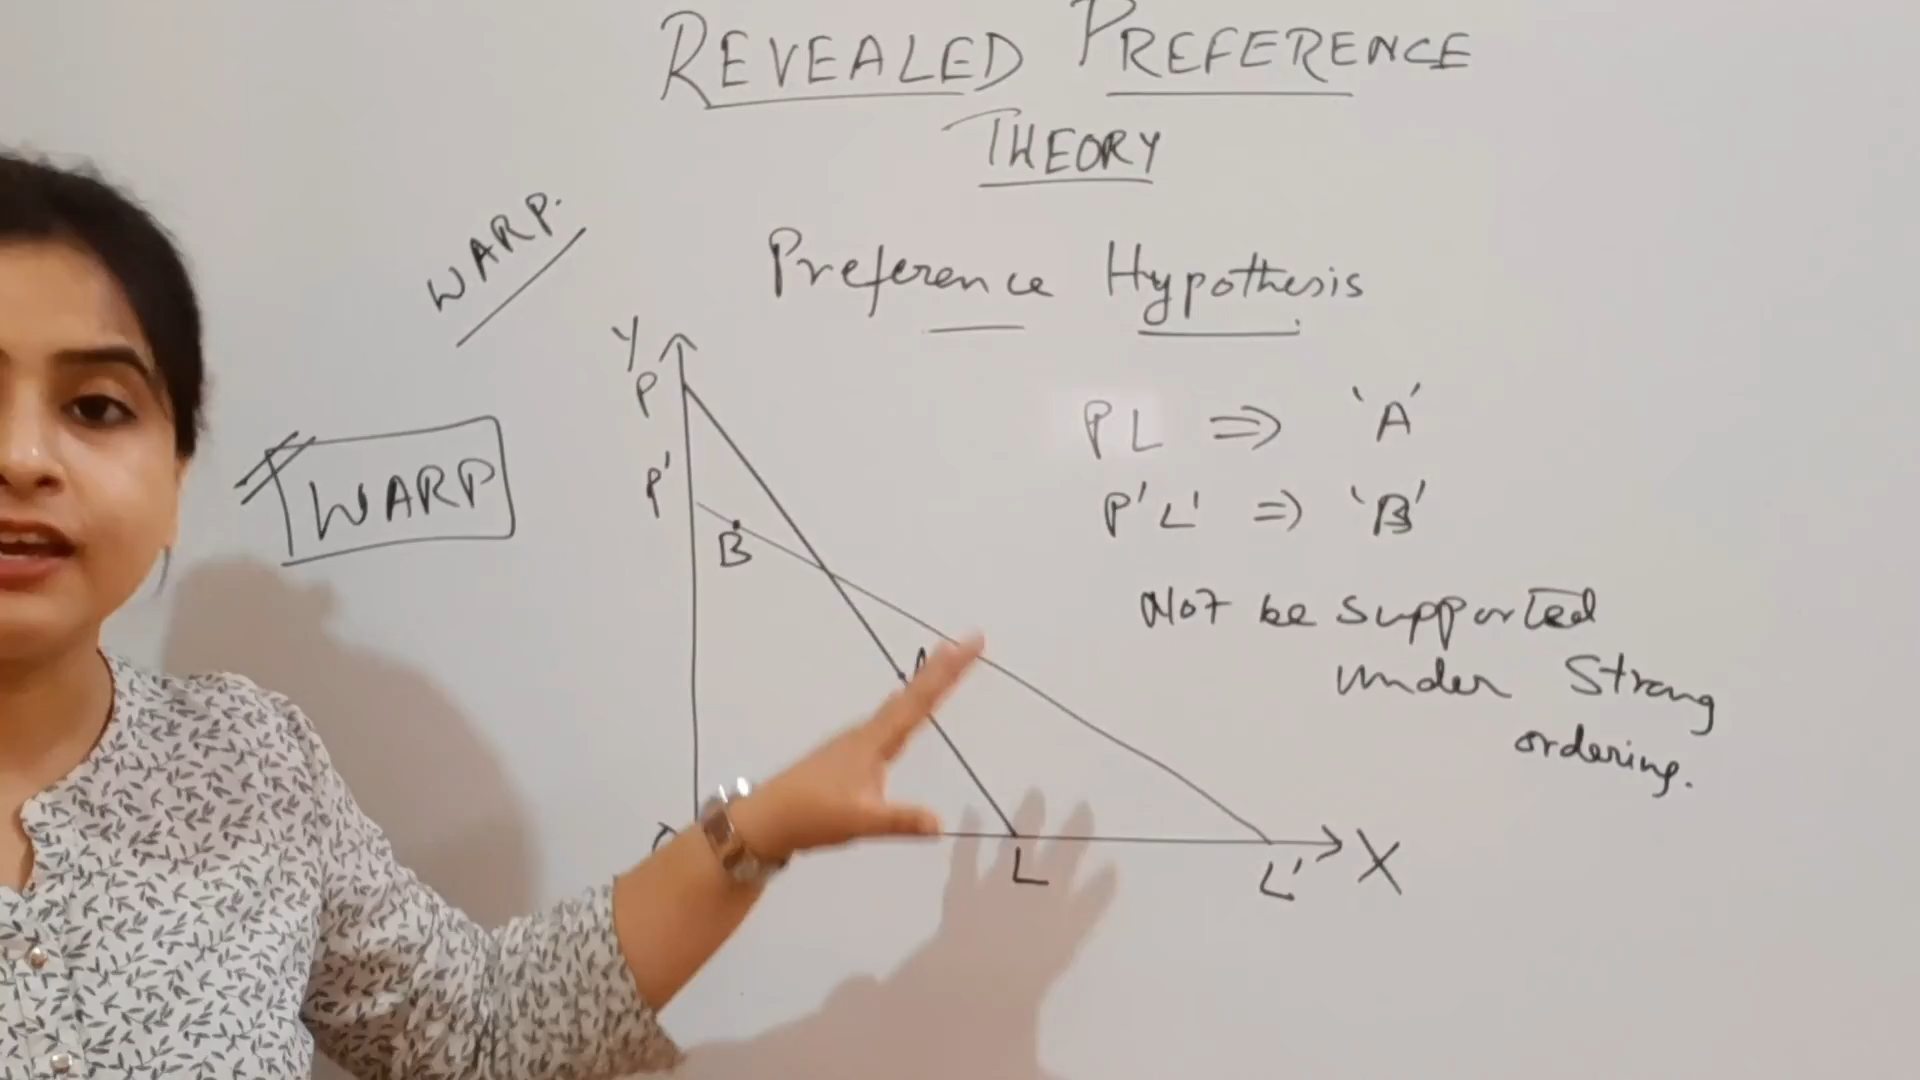 REVEALED PREFERENCE
THEORY
WARP.
Preference Hypothesis
Y
P
PL ⇒ 'A'
P'
WARP
P'L' ⇒ 'B'
B
Not be supported
under Strong
ordering.
A
L
L'
X